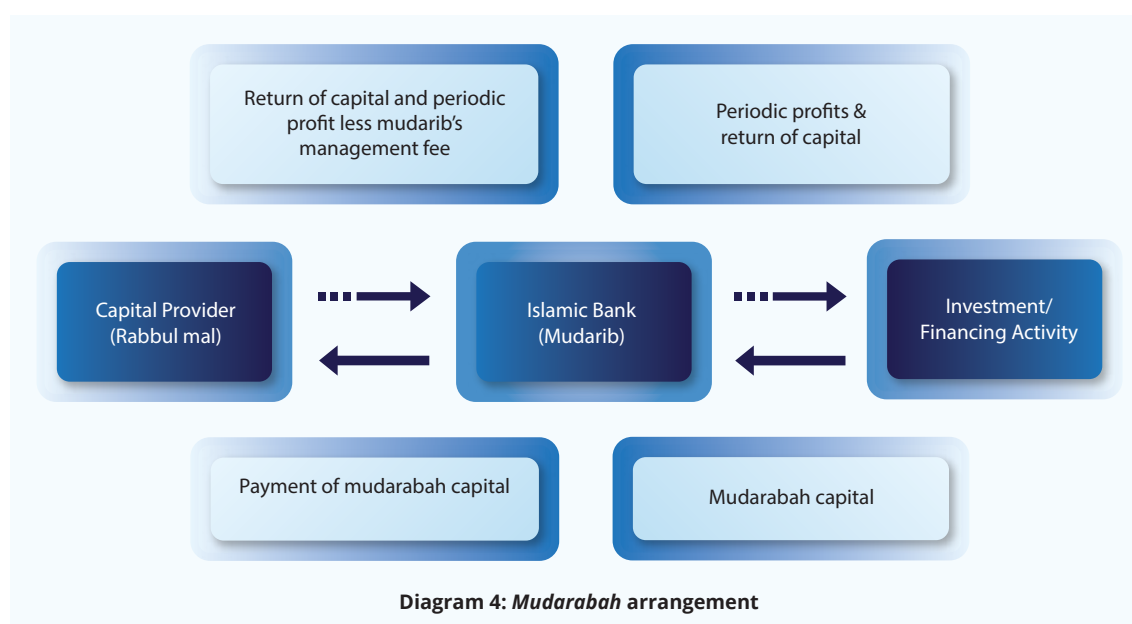 Return of capital and periodic
profit less mudarib's
management fee
Periodic profits &
return of capital
Capital Provider
(Rabbul mal)
Islamic Bank
(Mudarib)
Investment/
Financing Activity
Payment of mudarabah capital
Mudarabah capital
Diagram 4: Mudarabah arrangement